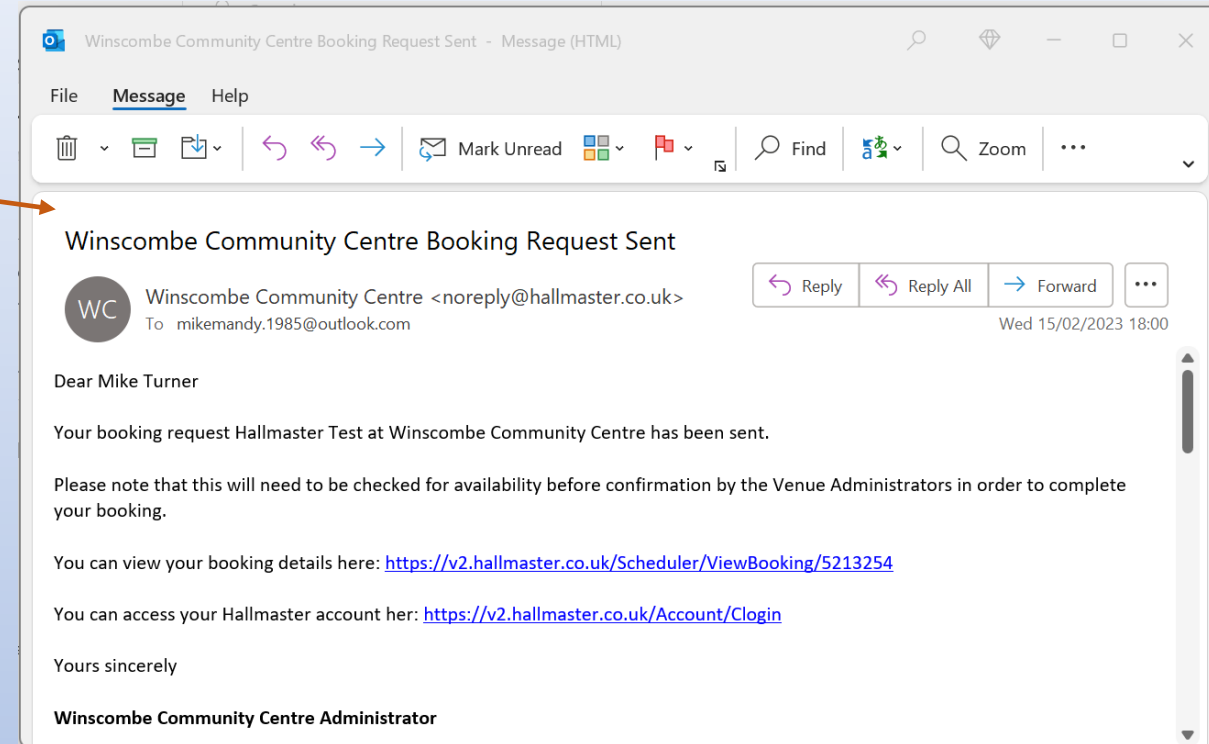 Winscombe Community Centre Booking Request Sent - Message (HTML)
File Message Help
Mark Unread Find Zoom
Winscombe Community Centre Booking Request Sent
WC
Winscombe Community Centre <noreply@hallmaster.co.uk>
To mikemandy.1985@outlook.com
Reply Reply All Forward
Wed 15/02/2023 18:00
Dear Mike Turner
Your booking request Hallmaster Test at Winscombe Community Centre has been sent.
Please note that this will need to be checked for availability before confirmation by the Venue Administrators in order to complete
your booking.
You can view your booking details here: https://v2.hallmaster.co.uk/Scheduler/ViewBooking/5213254
You can access your Hallmaster account her: https://v2.hallmaster.co.uk/Account/Clogin
Yours sincerely
Winscombe Community Centre Administrator